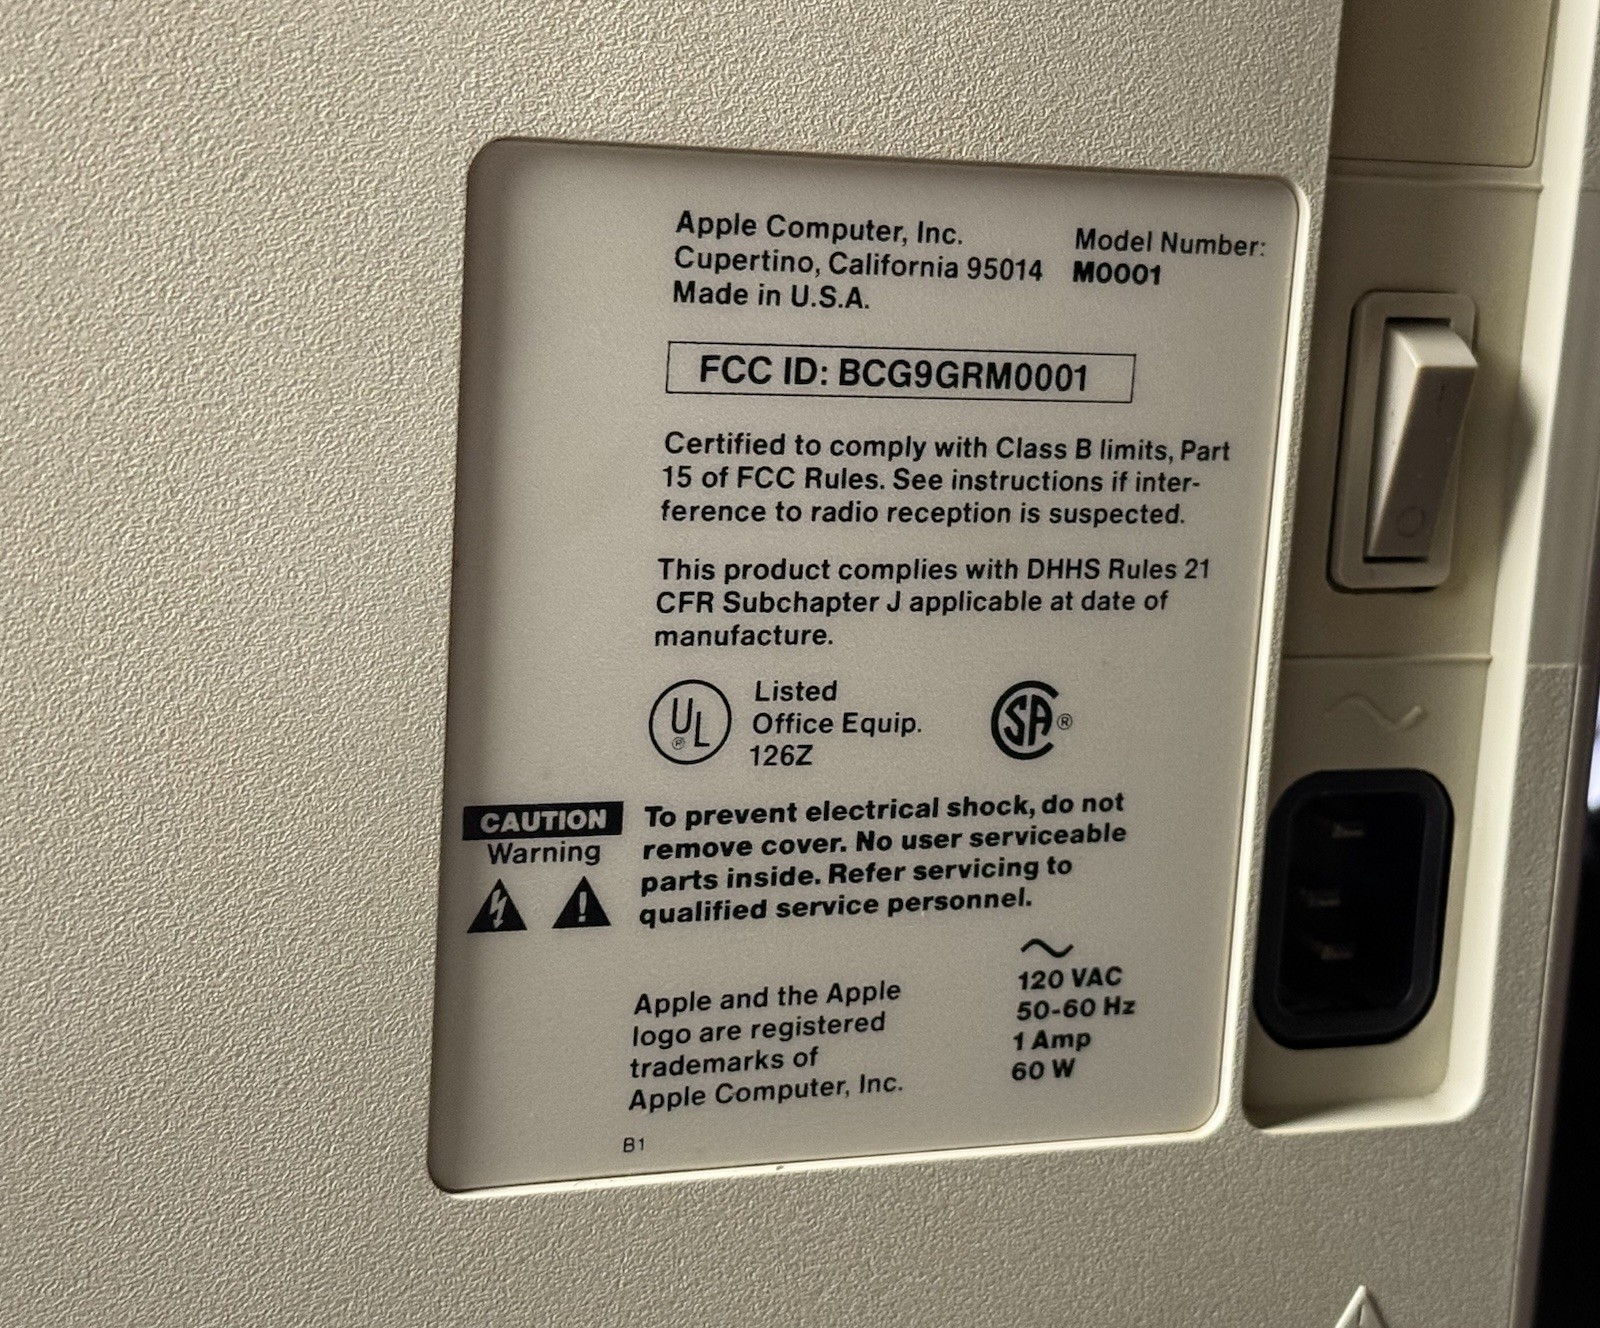 Apple Computer, Inc.
Cupertino, California 95014
Made in U.S.A.
Model Number:
M0001
FCC ID: BCG9GRM0001
Certified to comply with Class B limits, Part
15 of FCC Rules. See instructions if inter-
ference to radio reception is suspected.
This product complies with DHHS Rules 21
CFR Subchapter J applicable at date of
manufacture.
UL ®
Listed
Office Equip.
126Z
SA ®
CAUTION
Warning
To prevent electrical shock, do not
remove cover. No user serviceable
parts inside. Refer servicing to
qualified service personnel.
Apple and the Apple
logo are registered
trademarks of
Apple Computer, Inc.
120 VAC
50-60 Hz
1 Amp
60 W
B1